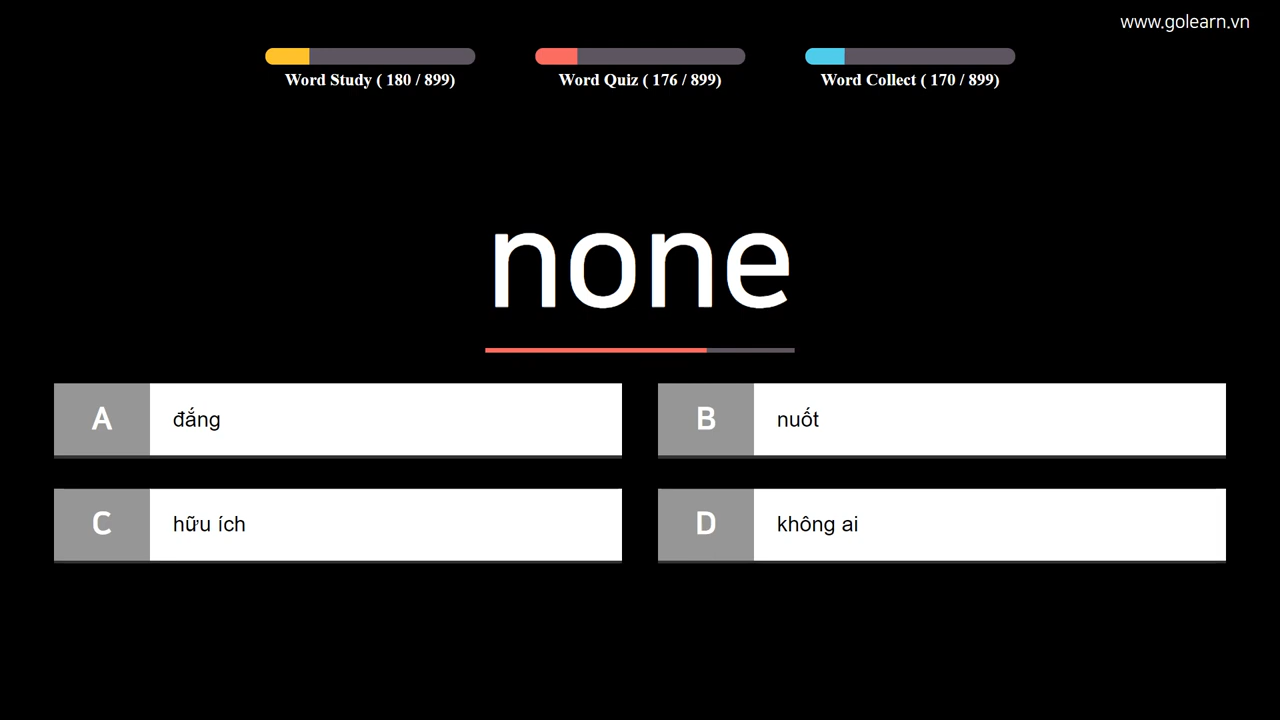 www.golearn.vn
Word Study ( 180 / 899)
Word Quiz ( 176 / 899)
Word Collect ( 170 / 899)
none
A đắng
B nuốt
C hữu ích
D không ai